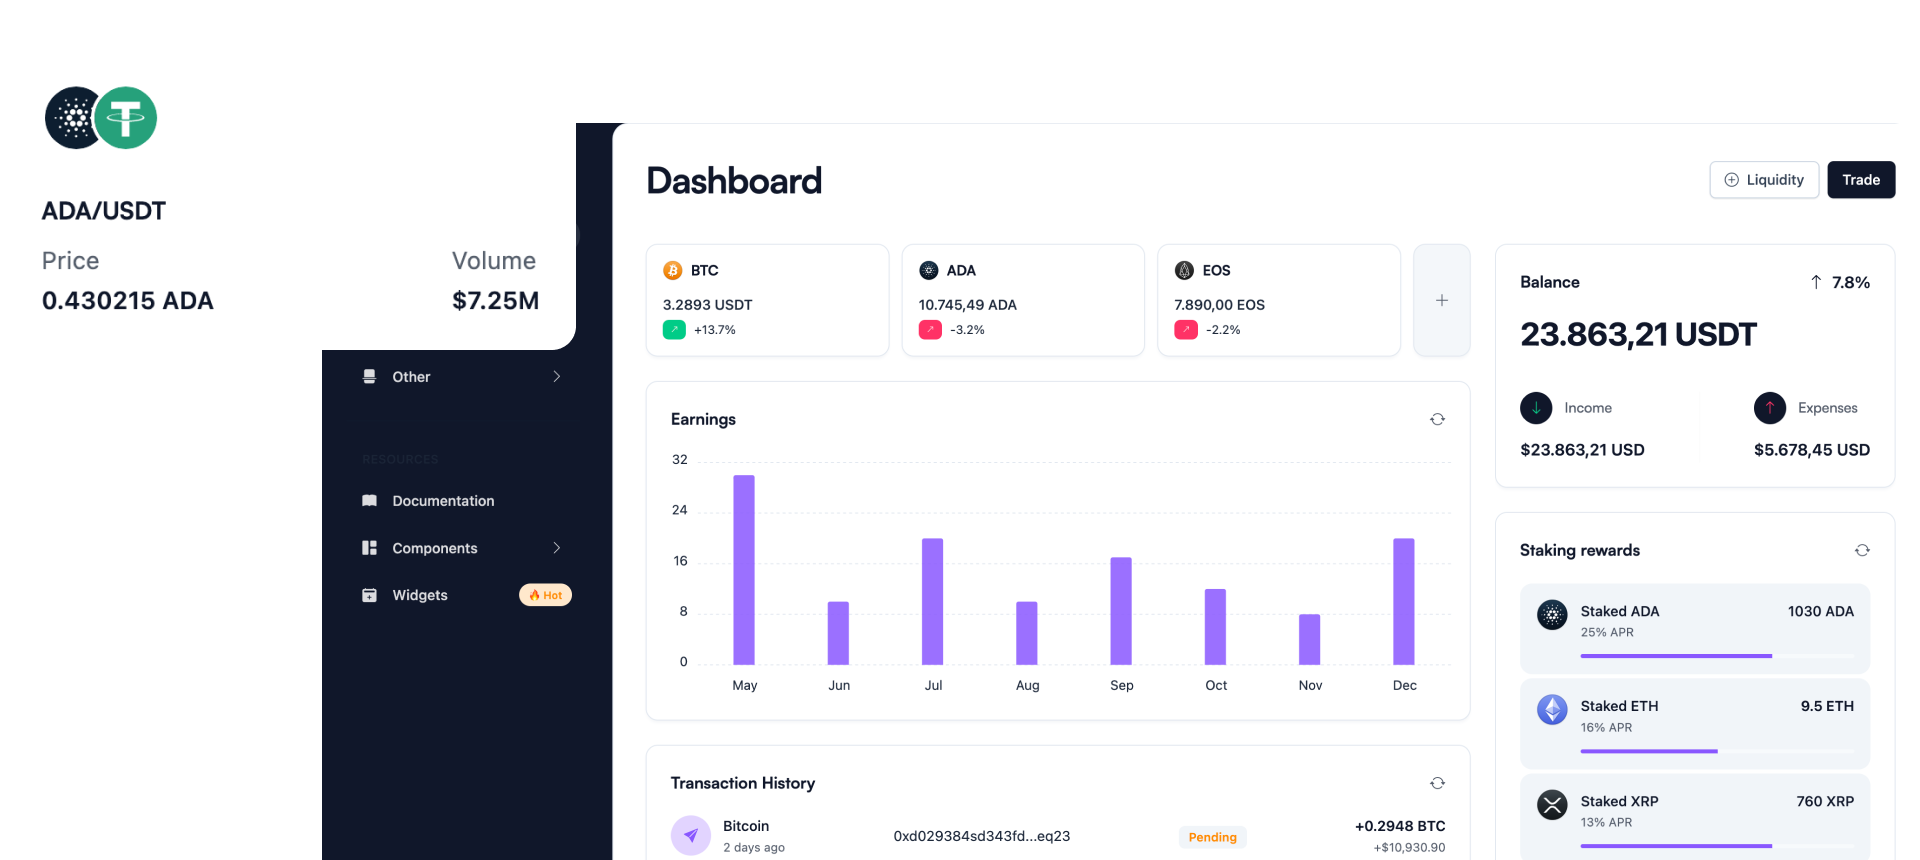 ADA/USDT
Price
Volume
0.430215 ADA
$7.25M
Other
RESOURCES
Documentation
Components
Widgets
Hot
Dashboard
Liquidity
Trade
BTC
3.2893 USDT
+13.7%
ADA
10.745,49 ADA
-3.2%
EOS
7.890,00 EOS
-2.2%
+
Balance
↑ 7.8%
23.863,21 USDT
Income
$23.863,21 USD
Expenses
$5.678,45 USD
Earnings
32
24
16
8
0
May Jun Jul Aug Sep Oct Nov Dec
Staking rewards
Staked ADA
1030 ADA
25% APR
Staked ETH
9.5 ETH
16% APR
Staked XRP
760 XRP
13% APR
Transaction History
Bitcoin
2 days ago
0xd029384sd343fd...eq23
Pending
+0.2948 BTC
+$10,930.90